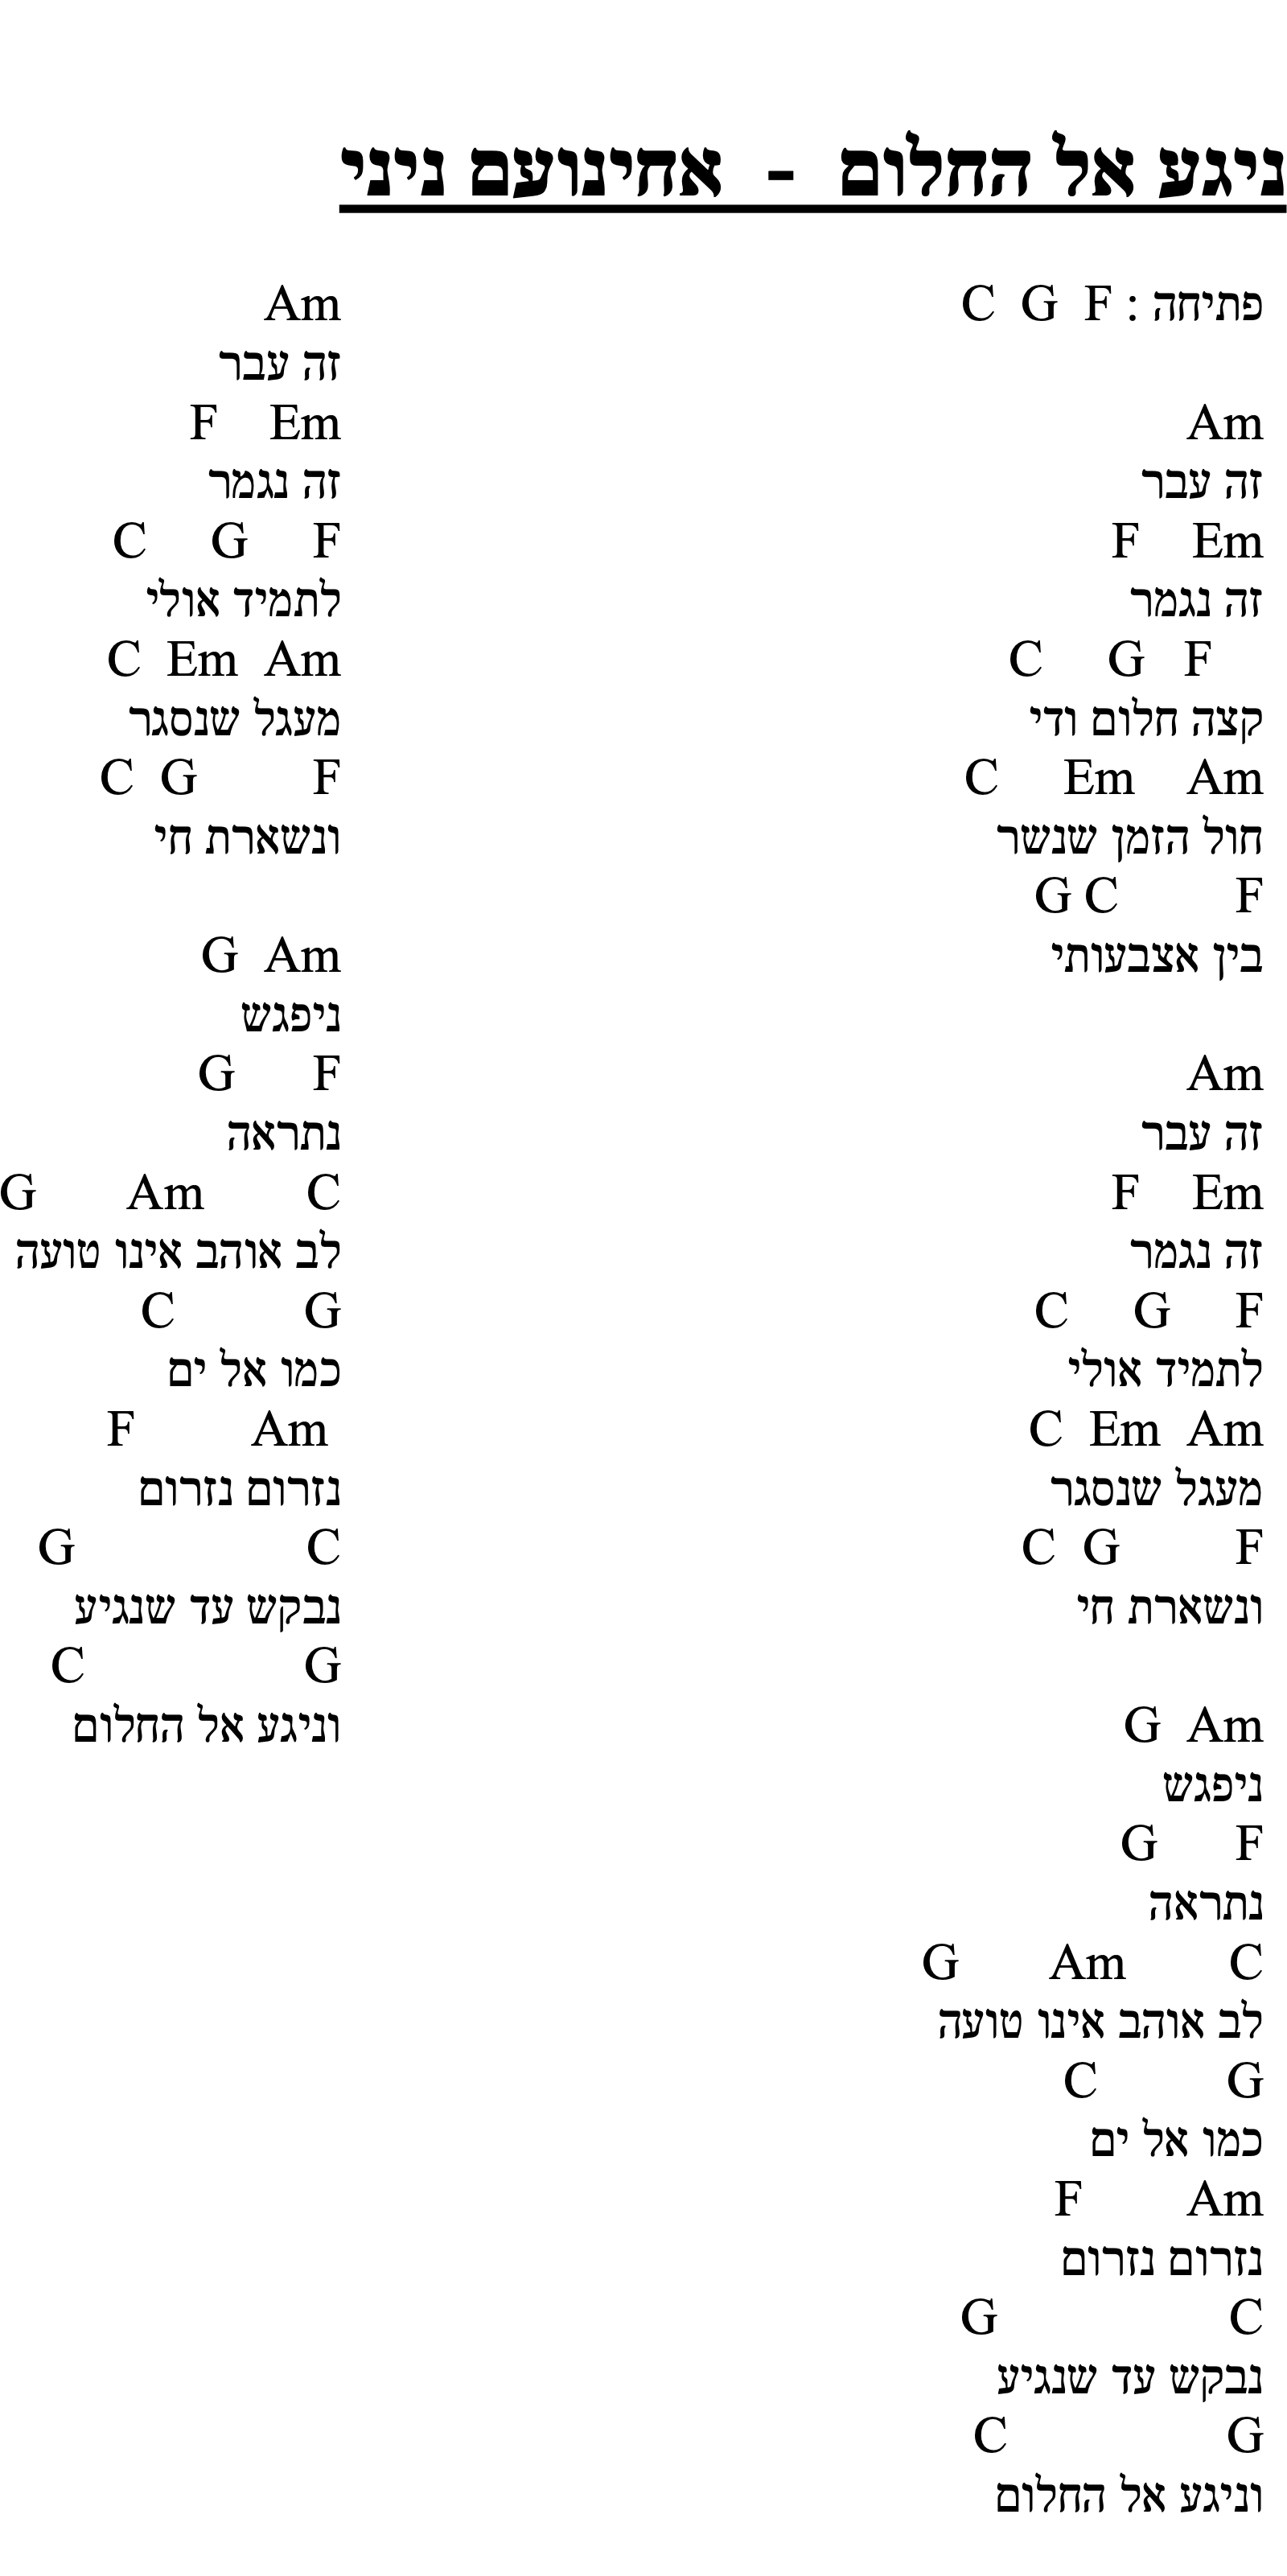 ניגע אל החלום - אחינועם ניני
פתיחה : F G C
Am
זה עבר
Em F
זה נגמר
F G C
קצה חלום ודי
Am Em C
חול הזמן שנשר
F C G
בין אצבעותי
Am
זה עבר
Em F
זה נגמר
F G C
לתמיד אולי
Am Em C
מעגל שנסגר
F G C
ונשארת חי
Am G
ניפגש
F G
נתראה
C Am G
לב אוהב אינו טועה
G C
כמו אל ים
Am F
נזרום נזרום
C G
נבקש עד שנגיע
G C
וניגע אל החלום
Am
זה עבר
Em F
זה נגמר
F G C
לתמיד אולי
Am Em C
מעגל שנסגר
F G C
ונשארת חי
Am G
ניפגש
F G
נתראה
C Am G
לב אוהב אינו טועה
G C
כמו אל ים
Am F
נזרום נזרום
C G
נבקש עד שנגיע
G C
וניגע אל החלום